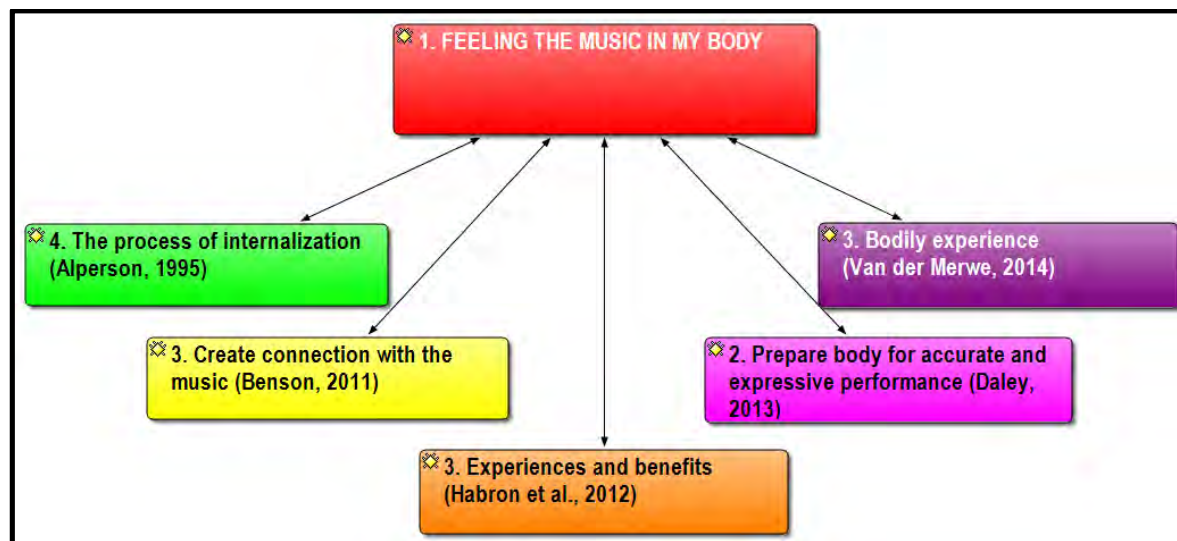 1. FEELING THE MUSIC IN MY BODY
4. The process of internalization
(Alperson, 1995)
3. Bodily experience
(Van der Merwe, 2014)
3. Create connection with the
music (Benson, 2011)
2. Prepare body for accurate and
expressive performance (Daley,
2013)
3. Experiences and benefits
(Habron et al., 2012)